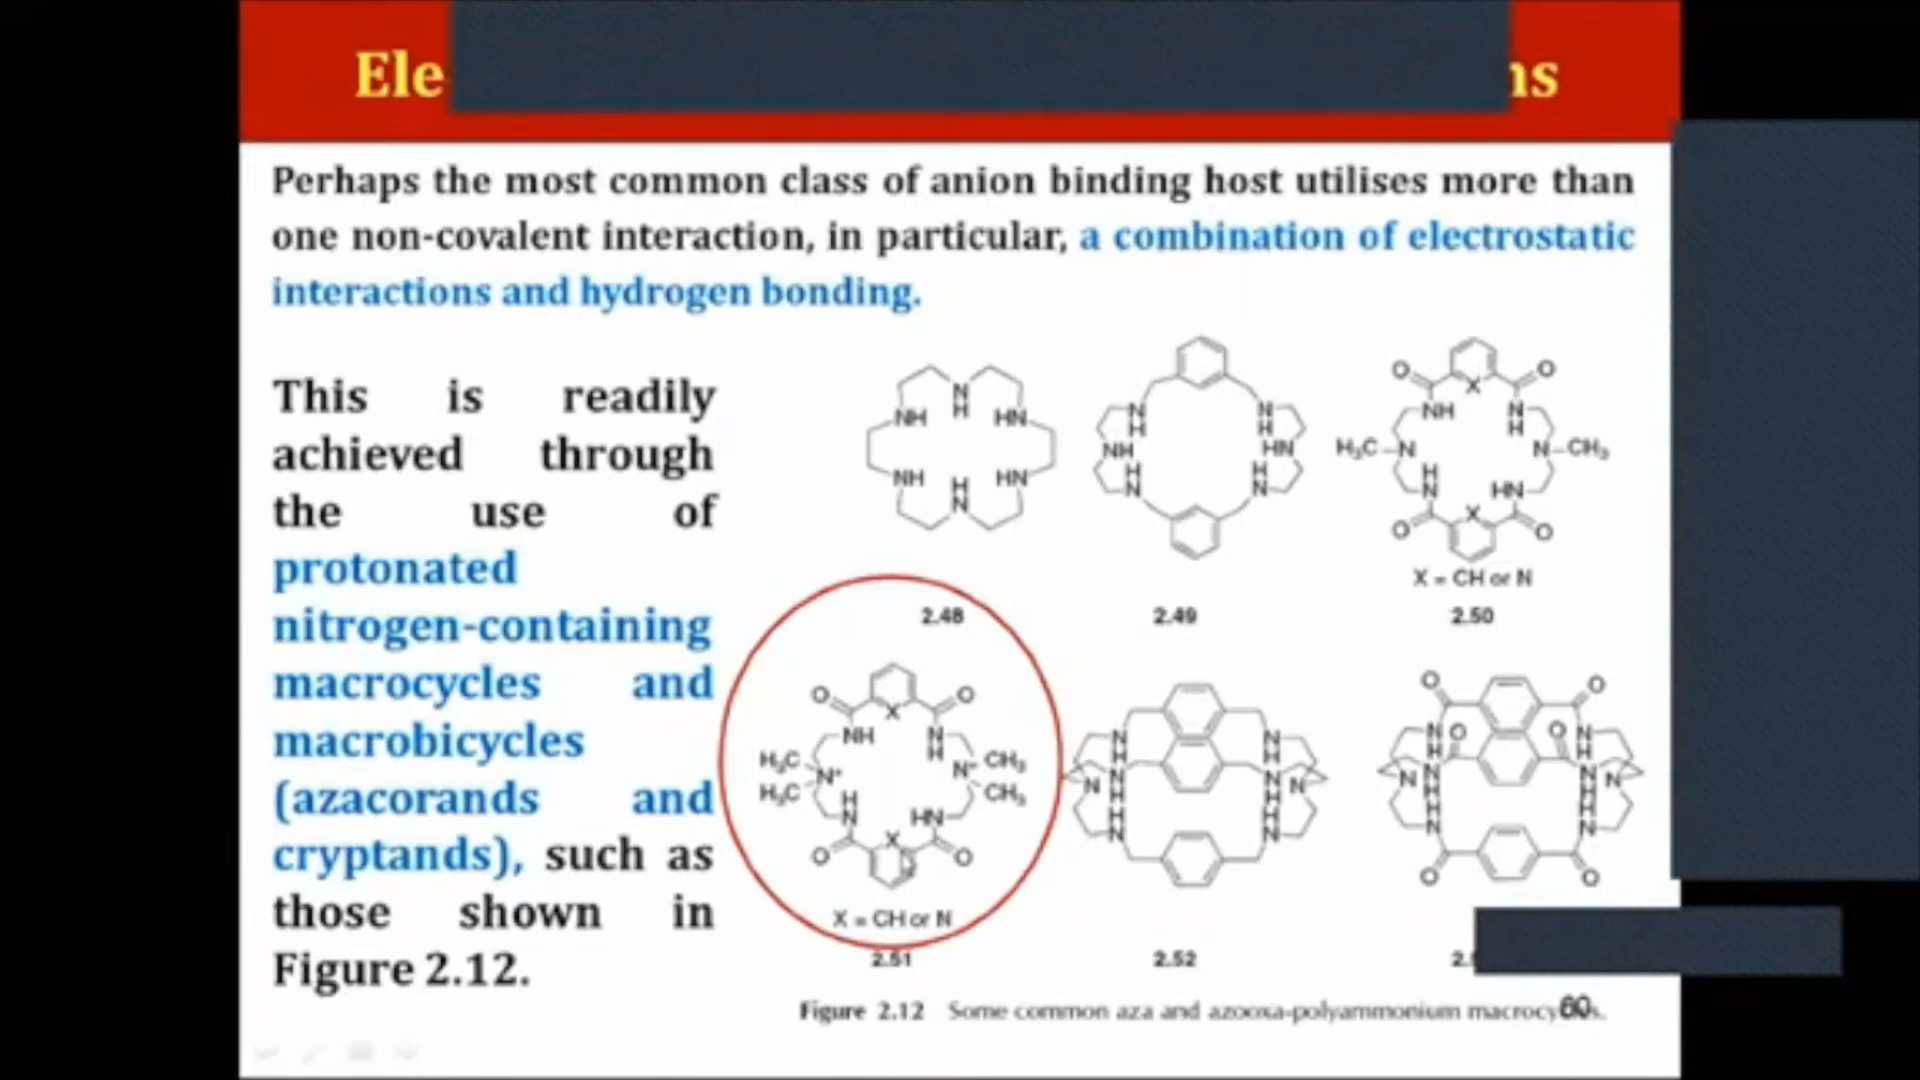 Ele
ns
Perhaps the most common class of anion binding host utilises more than
one non-covalent interaction, in particular, a combination of electrostatic
interactions and hydrogen bonding.
This is readily
achieved through
the use of
protonated
nitrogen-containing
macrocycles and
macrobicycles
(azacorands and
cryptands), such as
those shown in
Figure 2.12.
X = CH or N
2.48 2.49 2.50
X = CH or N
2.51 2.52
Figure 2.12 Some common aza and azooxa-polyammonium macrocy
60